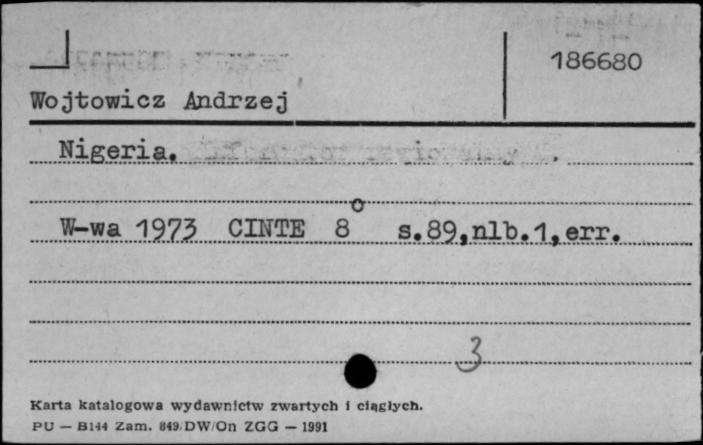 186680
Wojtowicz Andrzej
Nigeria.
W-wa 1973 CINTE 8° s.89,nlb.1,err.
3
Karta katalogowa wydawnictw zwartych i ciągłych.
PU — B144 Zam. 849/DW/On ZGG — 1991